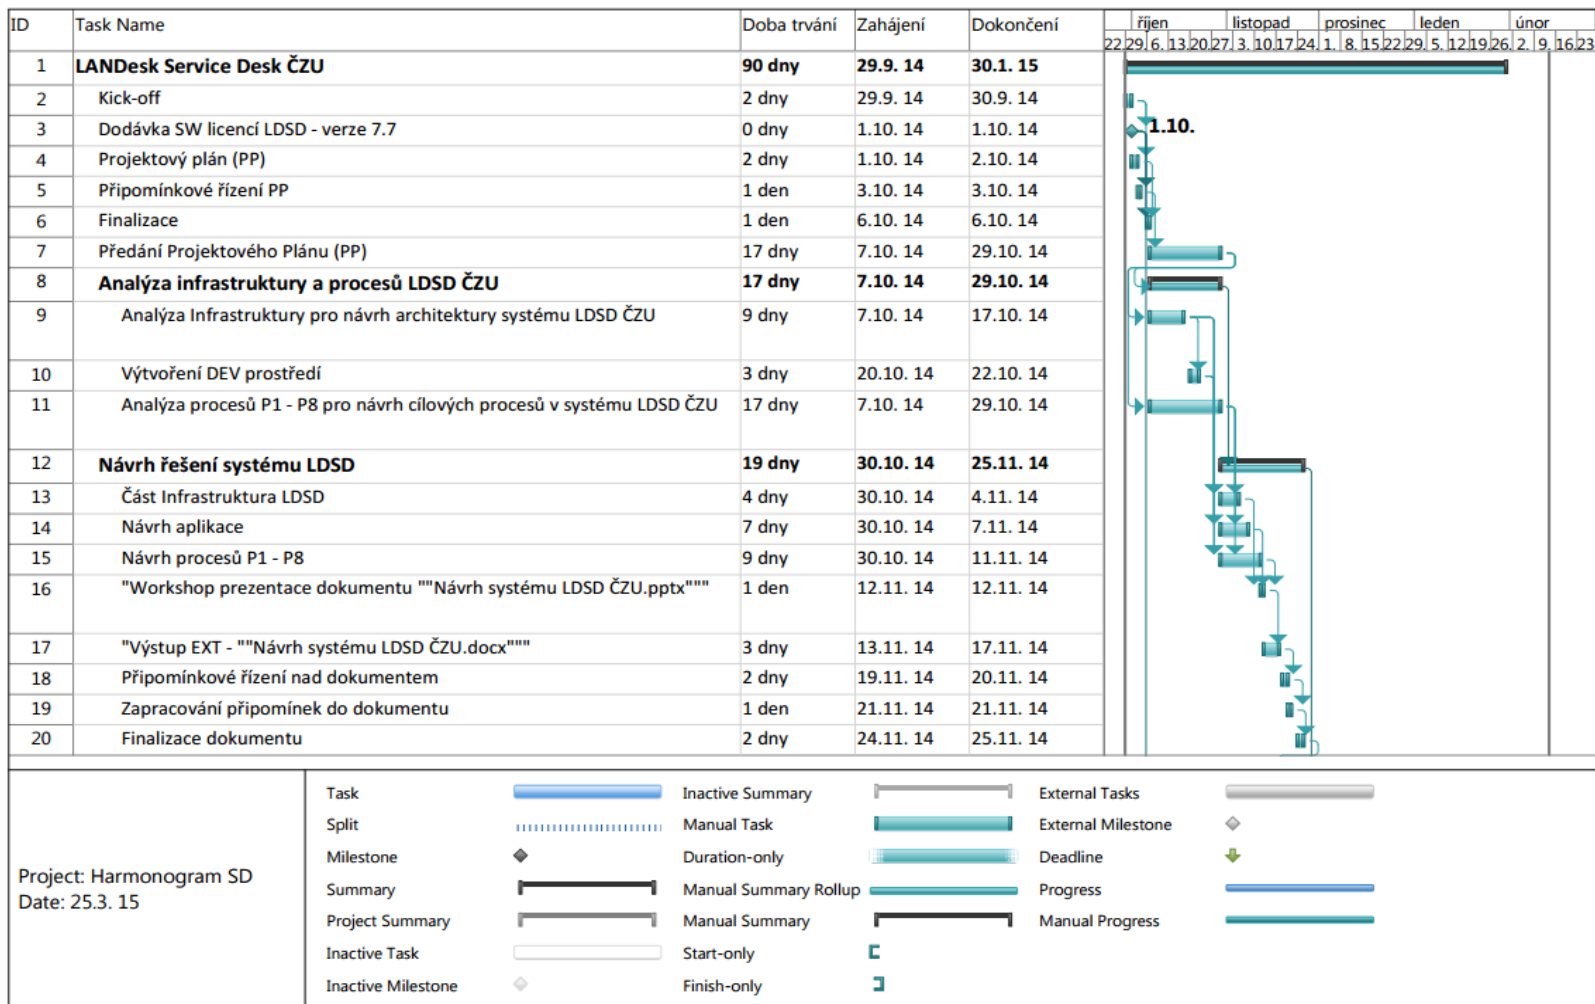 ID Task Name Doba trvání Zahájení Dokončení říjen listopad prosinec leden únor
22.29. 6. 13.20.27. 3. 10.17.24. 1. 8. 15.22.29. 5. 12.19.26. 2. 9. 16.23
1 LANDesk Service Desk ČZU 90 dny 29.9. 14 30.1. 15
2 Kick-off 2 dny 29.9. 14 30.9. 14
3 Dodávka SW licencí LDSD - verze 7.7 0 dny 1.10. 14 1.10. 14 1.10.
4 Projektový plán (PP) 2 dny 1.10. 14 2.10. 14
5 Připomínkové řízení PP 1 den 3.10. 14 3.10. 14
6 Finalizace 1 den 6.10. 14 6.10. 14
7 Předání Projektového Plánu (PP) 17 dny 7.10. 14 29.10. 14
8 Analýza infrastruktury a procesů LDSD ČZU 17 dny 7.10. 14 29.10. 14
9 Analýza Infrastruktury pro návrh architektury systému LDSD ČZU 9 dny 7.10. 14 17.10. 14
10 Výtvoření DEV prostředí 3 dny 20.10. 14 22.10. 14
11 Analýza procesů P1 - P8 pro návrh cílových procesů v systému LDSD ČZU 17 dny 7.10. 14 29.10. 14
12 Návrh řešení systému LDSD 19 dny 30.10. 14 25.11. 14
13 Část Infrastruktura LDSD 4 dny 30.10. 14 4.11. 14
14 Návrh aplikace 7 dny 30.10. 14 7.11. 14
15 Návrh procesů P1 - P8 9 dny 30.10. 14 11.11. 14
16 "Workshop prezentace dokumentu ""Návrh systému LDSD ČZU.pptx""" 1 den 12.11. 14 12.11. 14
17 "Výstup EXT - ""Návrh systému LDSD ČZU.docx""" 3 dny 13.11. 14 17.11. 14
18 Připomínkové řízení nad dokumentem 2 dny 19.11. 14 20.11. 14
19 Zapracování připomínek do dokumentu 1 den 21.11. 14 21.11. 14
20 Finalizace dokumentu 2 dny 24.11. 14 25.11. 14
Project: Harmonogram SD
Date: 25.3. 15
Task Inactive Summary External Tasks
Split Manual Task External Milestone
Milestone Duration-only Deadline
Summary Manual Summary Rollup Progress
Project Summary Manual Summary Manual Progress
Inactive Task Start-only
Inactive Milestone Finish-only